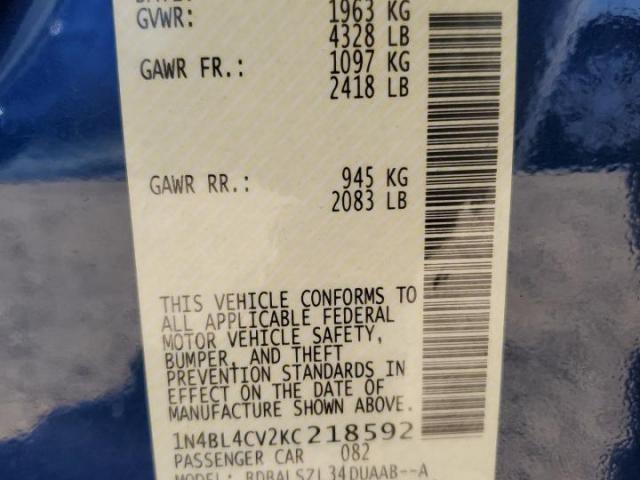 GVWR: 1963 KG
4328 LB
GAWR FR.: 1097 KG
2418 LB
GAWR RR.: 945 KG
2083 LB
THIS VEHICLE CONFORMS TO
ALL APPLICABLE FEDERAL
MOTOR VEHICLE SAFETY,
BUMPER, AND THEFT
PREVENTION STANDARDS IN
EFFECT ON THE DATE OF
MANUFACTURE SHOWN ABOVE.
1N4BL4CV2KC218592
PASSENGER CAR 082
MODEL: BDRALSZL34DUAAB--A